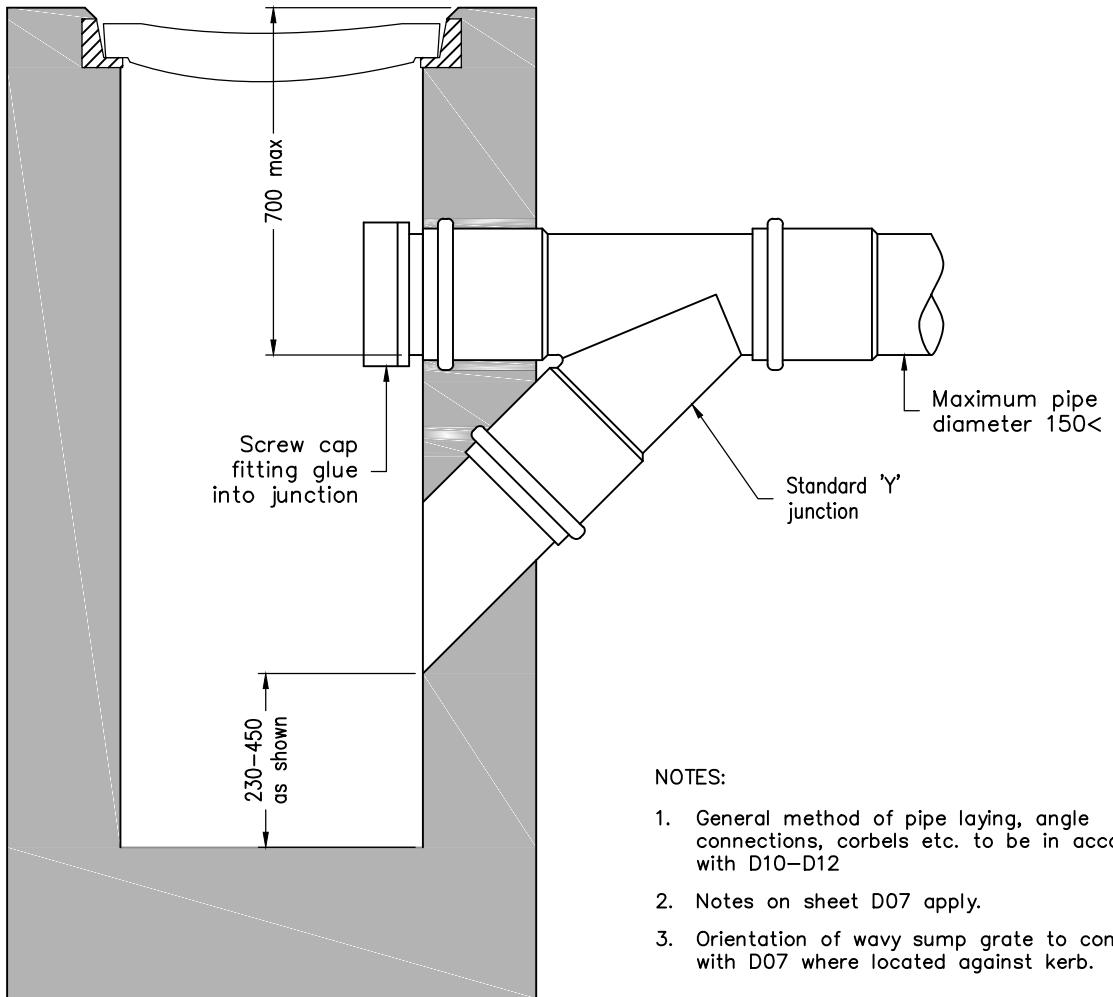 700 max
Screw cap
fitting glue
into junction
Maximum pipe
diameter 150<
Standard 'Y'
junction
230-450
as shown
NOTES:
1. General method of pipe laying, angle
connections, corbels etc. to be in
with D10-D12
2. Notes on sheet D07 apply.
3. Orientation of wavy sump grate to
with D07 where located against kerb.